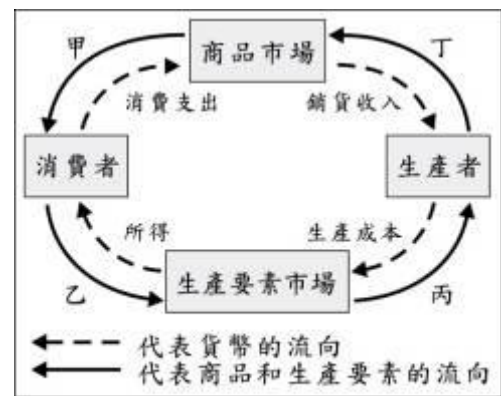 甲
商品市場
丁
消費支出
銷貨收入
消費者
生產者
所得
生產成本
乙
生產要素市場
丙
代表貨幣的流向
代表商品和生產要素的流向